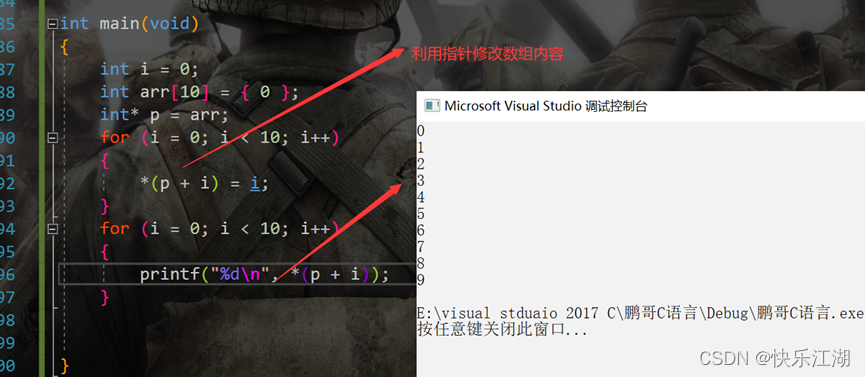 84
85 int main(void)
86 {
87 int i = 0;
88 int arr[10] = { 0 };
89 int* p = arr;
90 for (i = 0; i < 10; i++)
91 {
92 *(p + i) = i;
93 }
94 for (i = 0; i < 10; i++)
95 {
96 printf("%d\n", *(p + i));
97 }
98
99
00 }
利用指针修改数组内容
Microsoft Visual Studio 调试控制台
0
1
2
3
4
5
6
7
8
9
E:\visual stduaio 2017 C\鹏哥C语言\Debug\鹏哥C语言.exe
按任意键关闭此窗口...
CSDN @快乐江湖